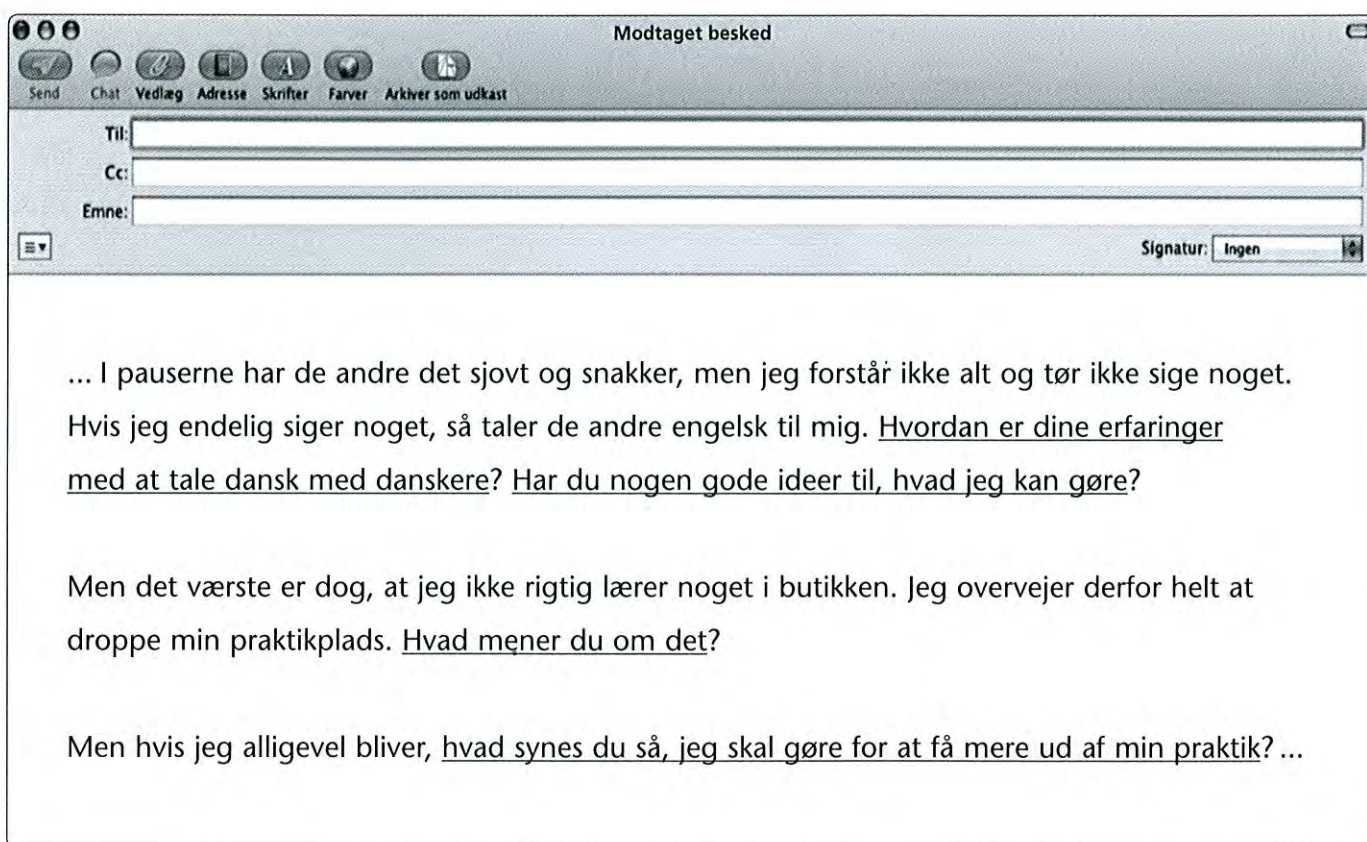 Modtaget besked
Send Chat Vedlæg Adresse Skrifter Farver Arkiver som udkast
Til:
Cc:
Emne:
Signatur: Ingen
... I pauserne har de andre det sjovt og snakker, men jeg forstår ikke alt og tør ikke sige noget.
Hvis jeg endelig siger noget, så taler de andre engelsk til mig. Hvordan er dine erfaringer
med at tale dansk med danskere? Har du nogen gode ideer til, hvad jeg kan gøre?
Men det værste er dog, at jeg ikke rigtig lærer noget i butikken. Jeg overvejer derfor helt at
droppe min praktikplads. Hvad mener du om det?
Men hvis jeg alligevel bliver, hvad synes du så, jeg skal gøre for at få mere ud af min praktik? ...